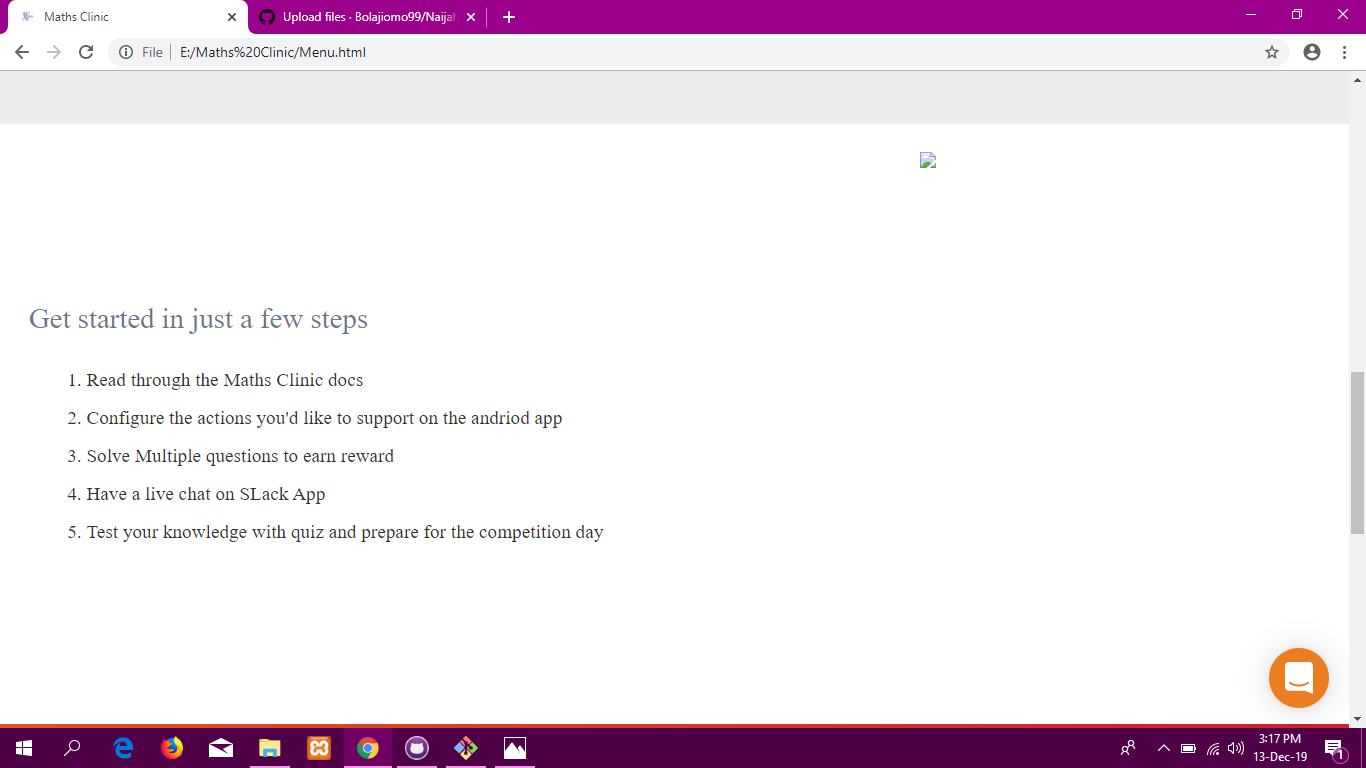 Maths Clinic
Upload files · Bolajiomo99/Naijah
File
E:/Maths%20Clinic/Menu.html
Get started in just a few steps
1. Read through the Maths Clinic docs
2. Configure the actions you'd like to support on the andriod app
3. Solve Multiple questions to earn reward
4. Have a live chat on SLack App
5. Test your knowledge with quiz and prepare for the competition day
3:17 PM
13-Dec-19
1